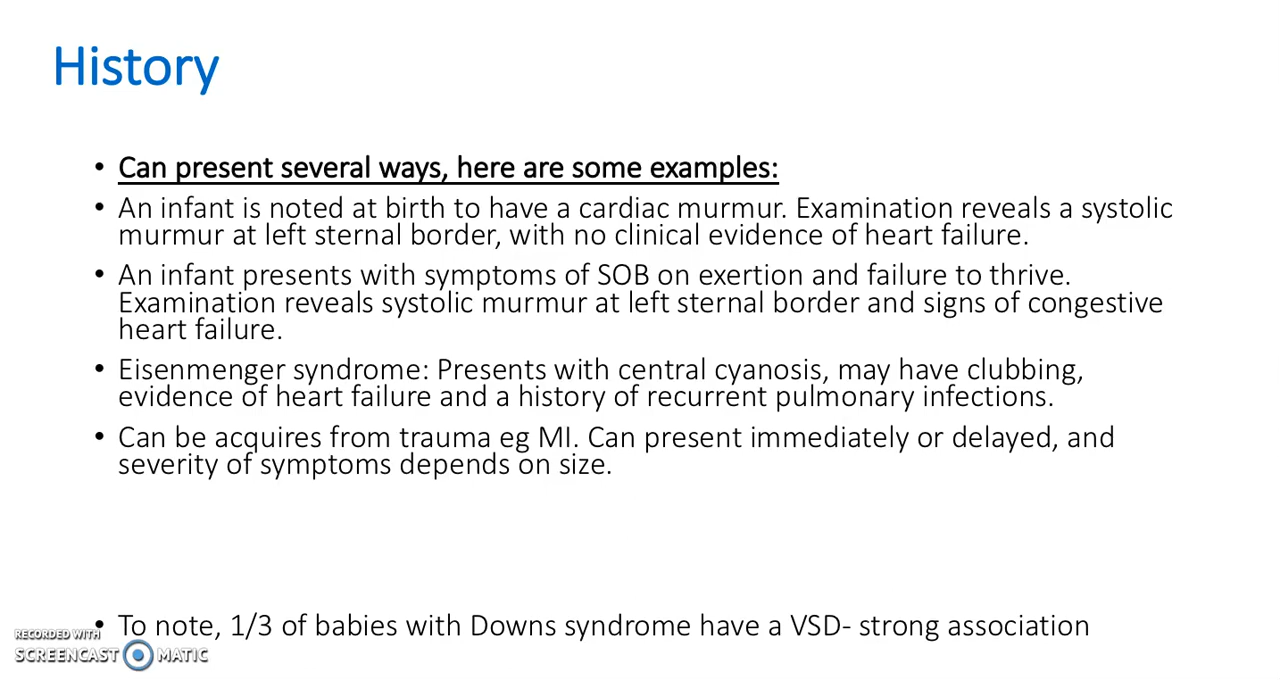 History
• Can present several ways, here are some examples:
• An infant is noted at birth to have a cardiac murmur. Examination reveals a systolic
murmur at left sternal border, with no clinical evidence of heart failure.
• An infant presents with symptoms of SOB on exertion and failure to thrive.
Examination reveals systolic murmur at left sternal border and signs of congestive
heart failure.
• Eisenmenger syndrome: Presents with central cyanosis, may have clubbing,
evidence of heart failure and a history of recurrent pulmonary infections.
• Can be acquires from trauma eg MI. Can present immediately or delayed, and
severity of symptoms depends on size.
• To note, 1/3 of babies with Downs syndrome have a VSD- strong association
RECORDED WITH
SCREENCAST MATIC